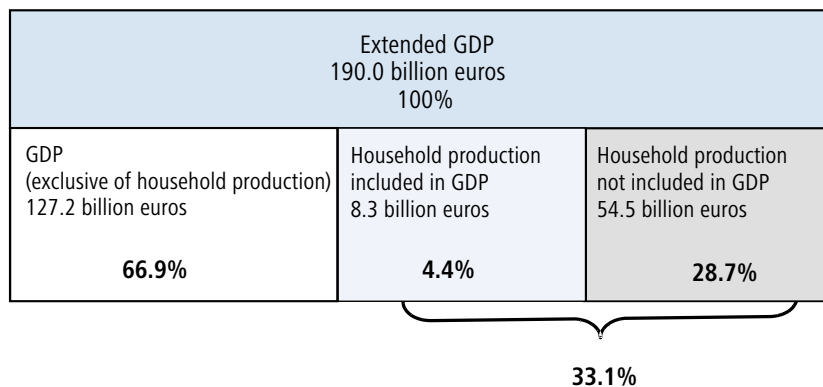 Extended GDP
190.0 billion euros
100%
GDP
(exclusive of household production)
127.2 billion euros
66.9%
Household production
included in GDP
8.3 billion euros
4.4%
Household production
not included in GDP
54.5 billion euros
28.7%
33.1%